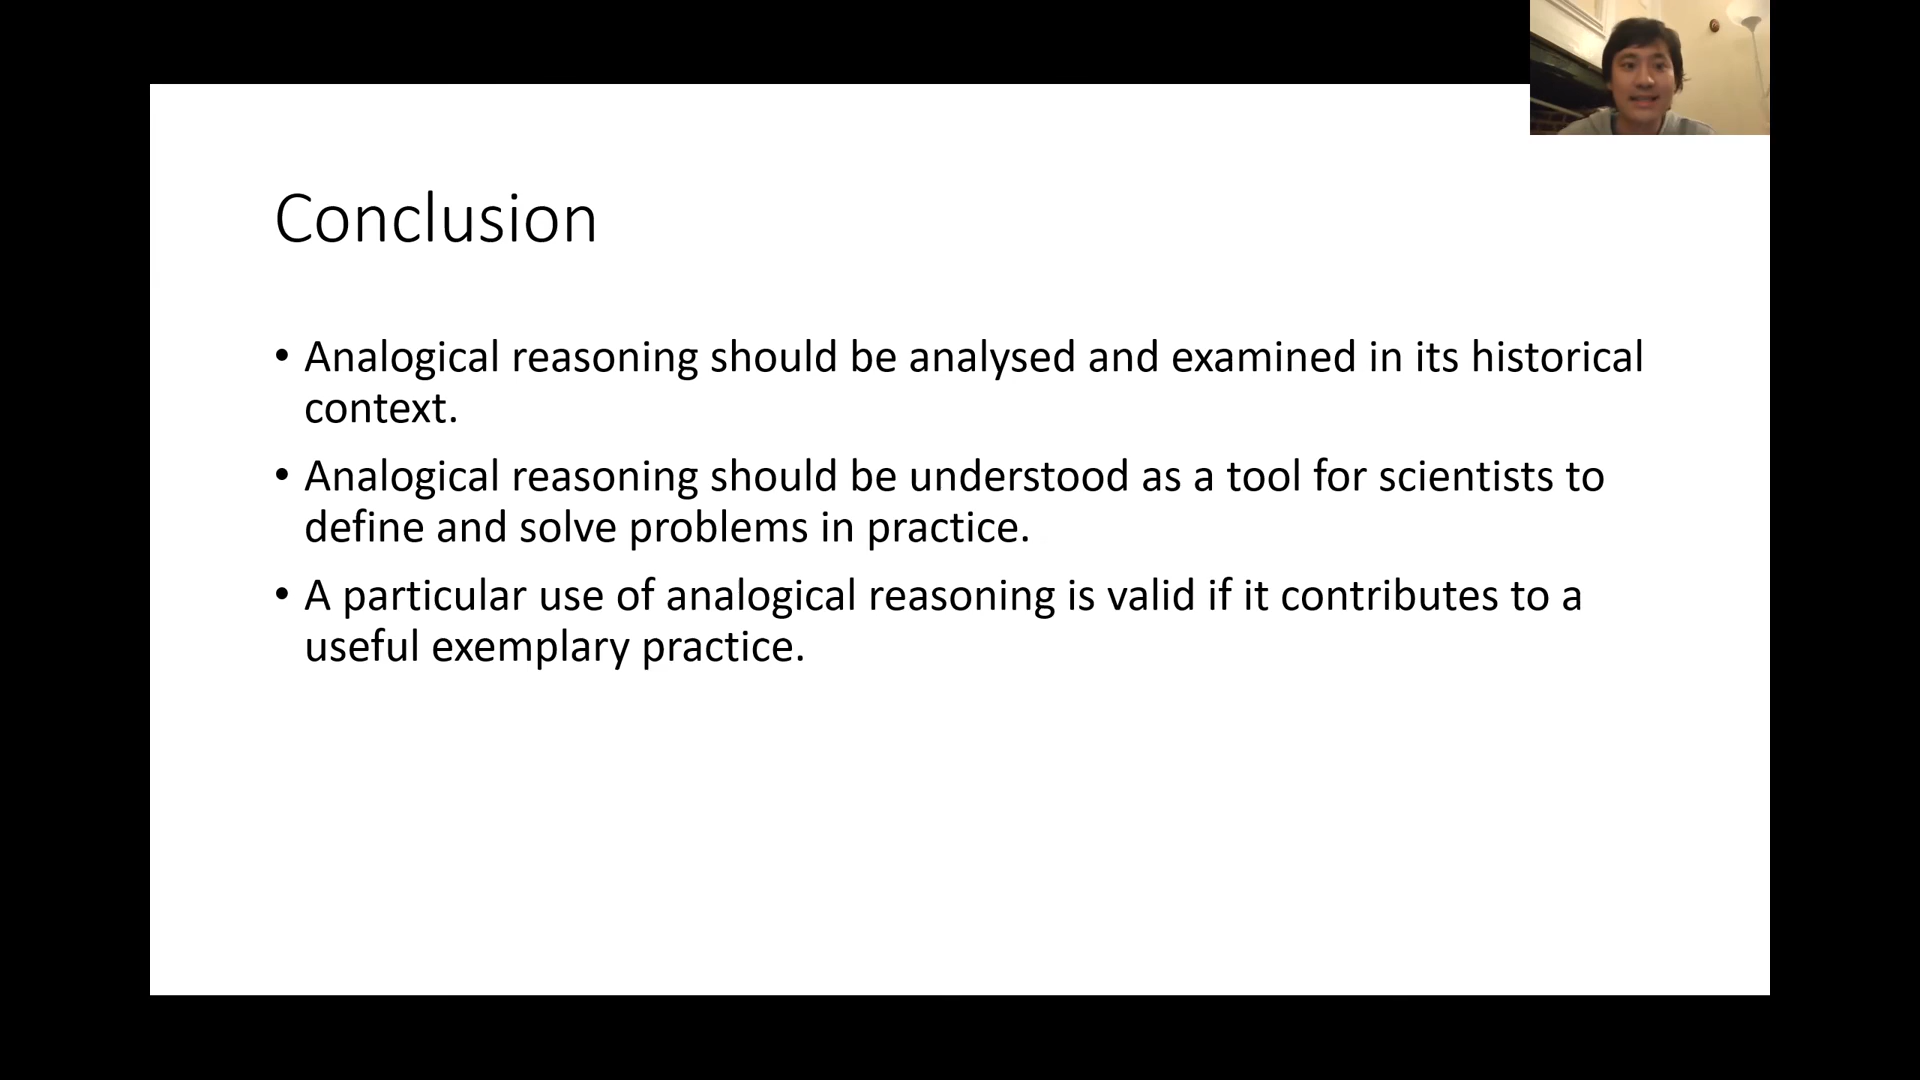 Conclusion
• Analogical reasoning should be analysed and examined in its historical
context.
• Analogical reasoning should be understood as a tool for scientists to
define and solve problems in practice.
• A particular use of analogical reasoning is valid if it contributes to a
useful exemplary practice.